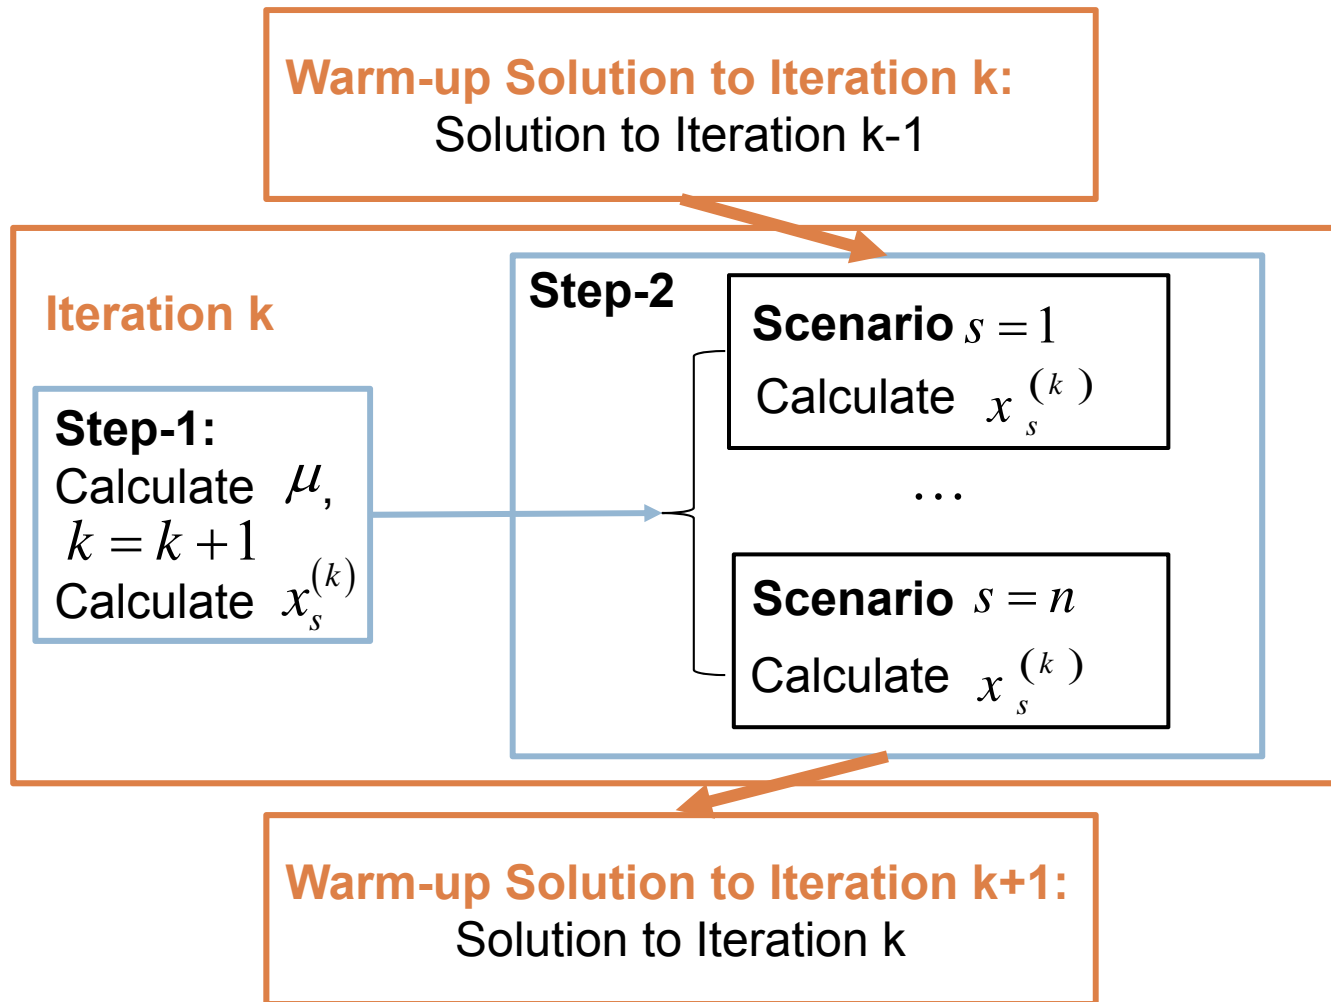 Warm-up Solution to Iteration k:
Solution to Iteration k-1
Iteration k
Step-1:
Calculate μ,
k = k + 1
Calculate x_s^(k)
Step-2
Scenario s = 1
Calculate x_s^(k)
…
Scenario s = n
Calculate x_s^(k)
Warm-up Solution to Iteration k+1:
Solution to Iteration k